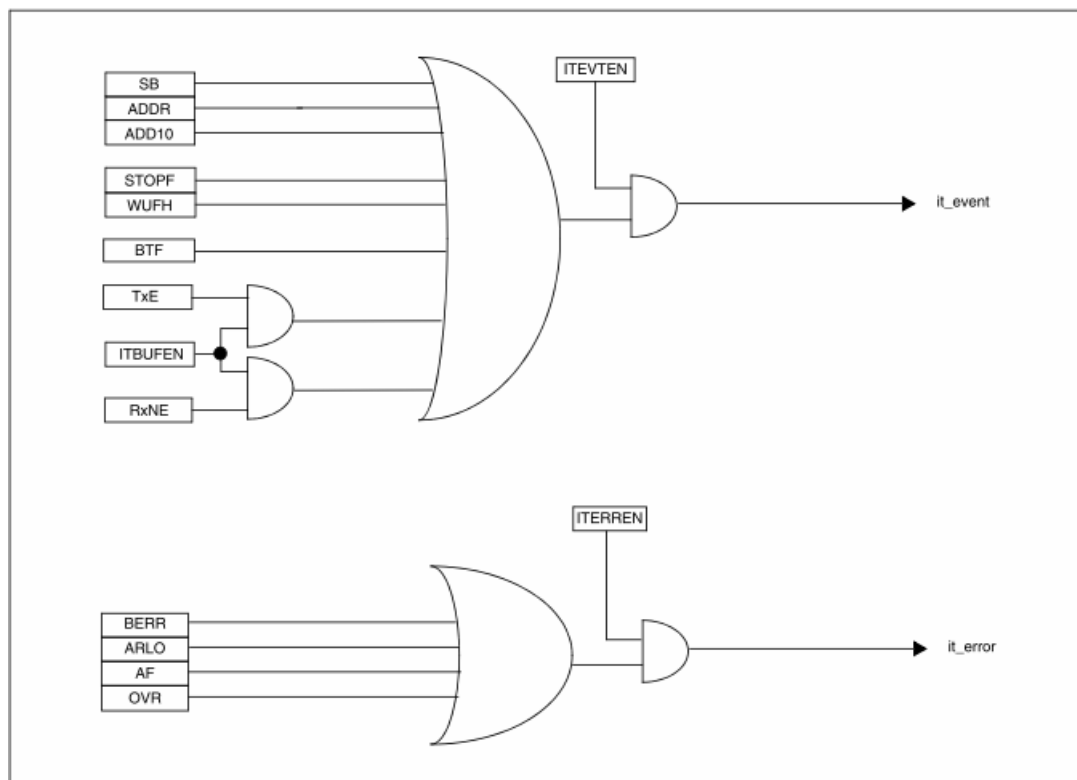 ITEVTEN
SB
ADDR
ADD10
STOPF
WUFH
it_event
BTF
TxE
ITBUFEN
RxNE
ITERREN
BERR
ARLO
it_error
AF
OVR